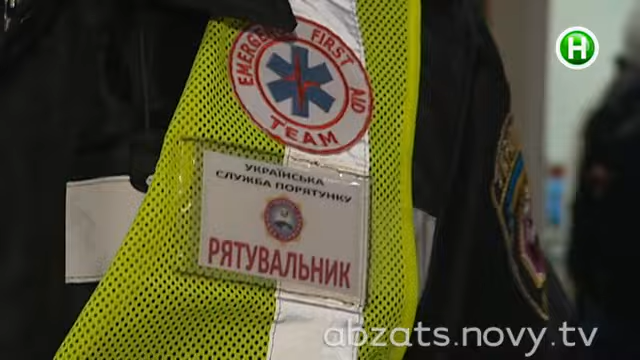 EMERGENCY FIRST AID
TEAM
УКРАЇНСЬКА
СЛУЖБА ПОРЯТУНКУ
РЯТУВАЛЬНИК
Н
abzats.novy.tv